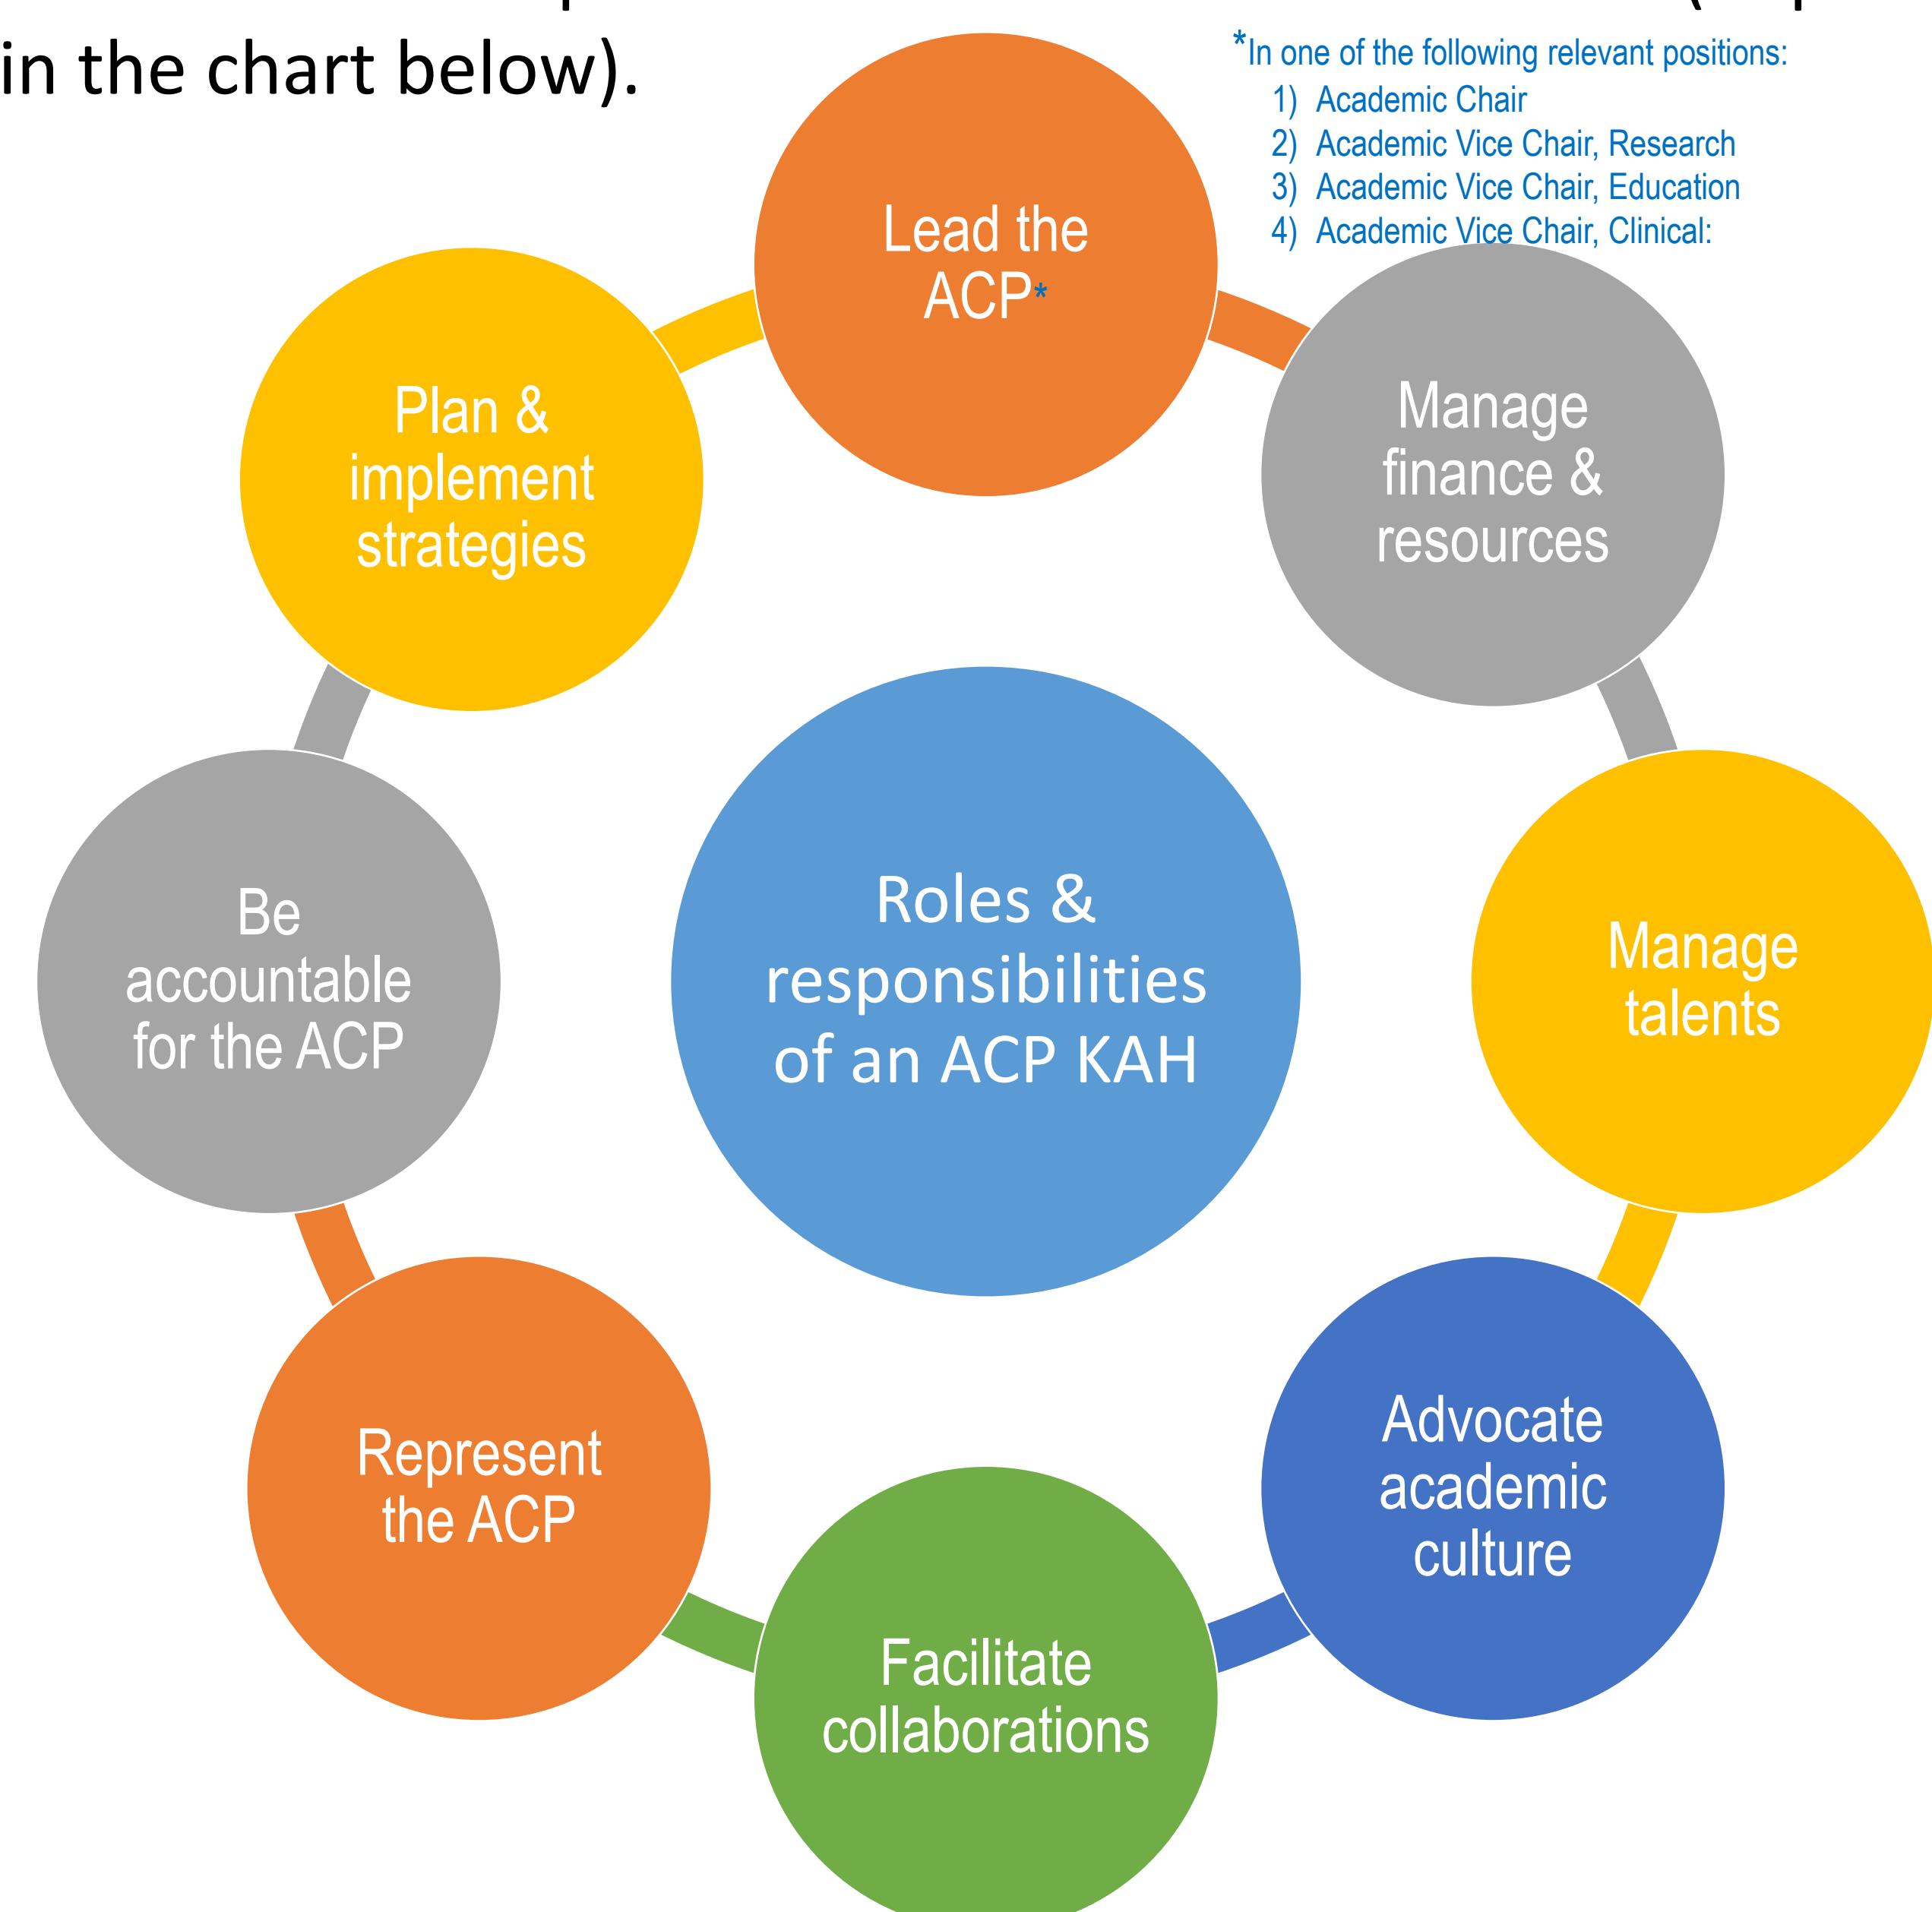 in the chart below).
*In one of the following relevant positions:
1) Academic Chair
2) Academic Vice Chair, Research
3) Academic Vice Chair, Education
4) Academic Vice Chair, Clinical:
Lead the
ACP*
Manage
finance &
resources
Manage
talents
Advocate
academic
culture
Facilitate
collaborations
Represent
the ACP
Be
accountable
for the ACP
Plan &
implement
strategies
Roles &
responsibilities
of an ACP KAH